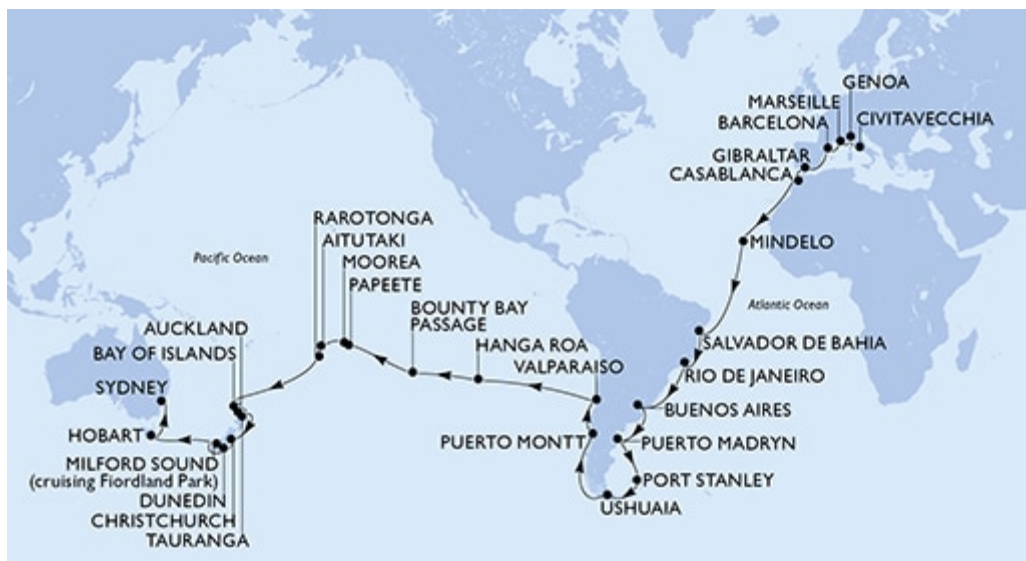 GENOA
MARSEILLE
CIVITAVECCHIA
BARCELONA
GIBRALTAR
CASABLANCA
RAROTONGA
AITUTAKI
MINDELO
Pacific Ocean
MOOREA
PAPEETE
Atlantic Ocean
BOUNTY BAY
PASSAGE
AUCKLAND
HANGA ROA
SALVADOR DE BAHIA
BAY OF ISLANDS
VALPARAISO
RIO DE JANEIRO
SYDNEY
BUENOS AIRES
HOBART
PUERTO MONTT
PUERTO MADRYN
MILFORD SOUND
(cruising Fiordland Park)
PORT STANLEY
DUNEDIN
USHUAIA
CHRISTCHURCH
TAURANGA